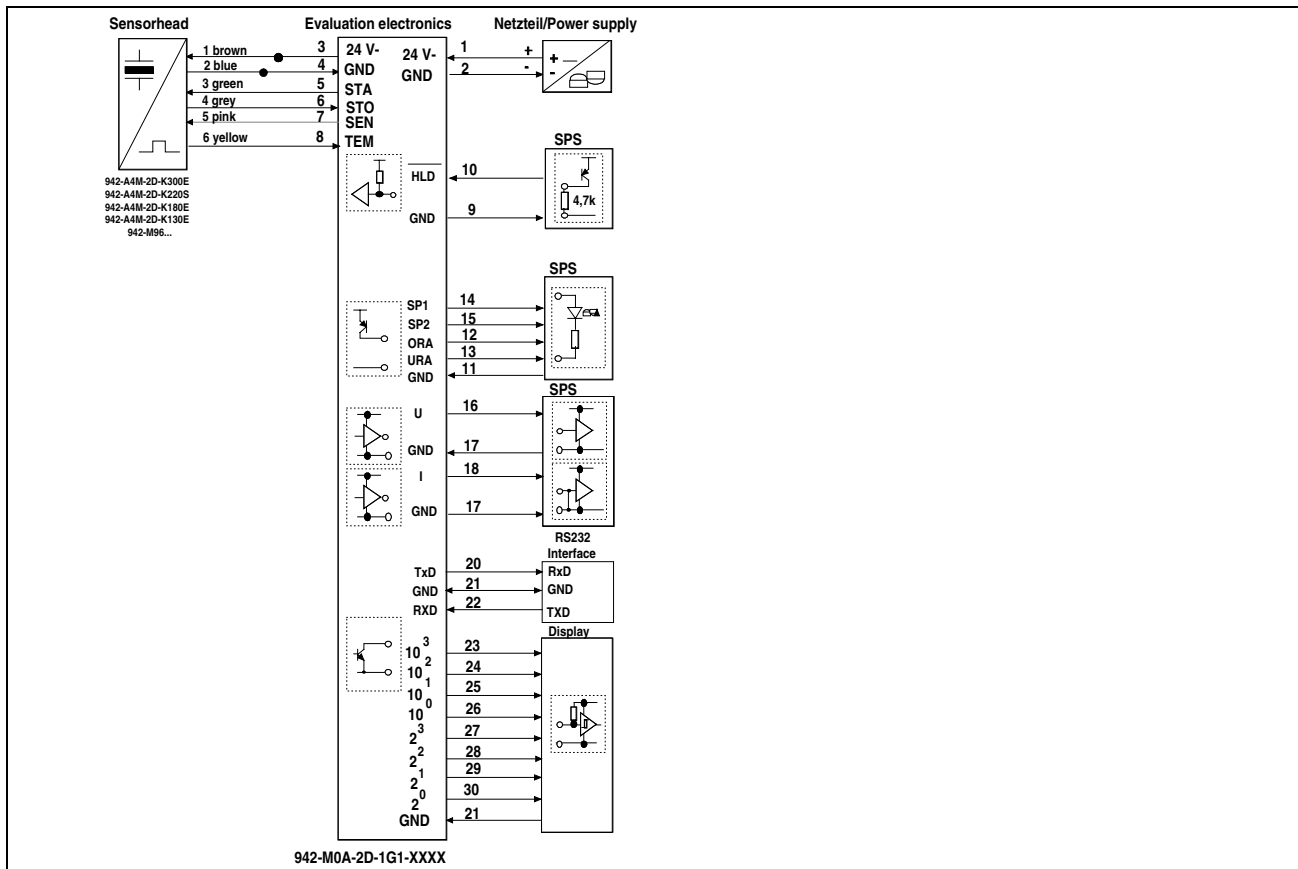 Sensorhead Evaluation electronics Netzteil/Power supply
1 brown 3 24 V- 24 V- 1 + + -
2 blue 4 GND GND 2 - -
3 green 5 STA
4 grey 6 STO
5 pink 7 SEN
6 yellow 8 TEM
942-A4M-2D-K300E
942-A4M-2D-K220S
942-A4M-2D-K180E
942-A4M-2D-K130E
942-M96...
SPS
HLD 10
4,7k
GND 9
SPS
SP1 14
SP2 15
ORA 12
URA 13
GND 11
SPS
U 16
GND 17
I 18
GND 17
RS232
Interface
TxD 20 RxD
GND 21 GND
RXD 22 TXD
Display
10³ 23
10² 24
10¹ 25
10⁰ 26
2³ 27
2² 28
2¹ 29
2⁰ 30
GND 21
942-M0A-2D-1G1-XXXX